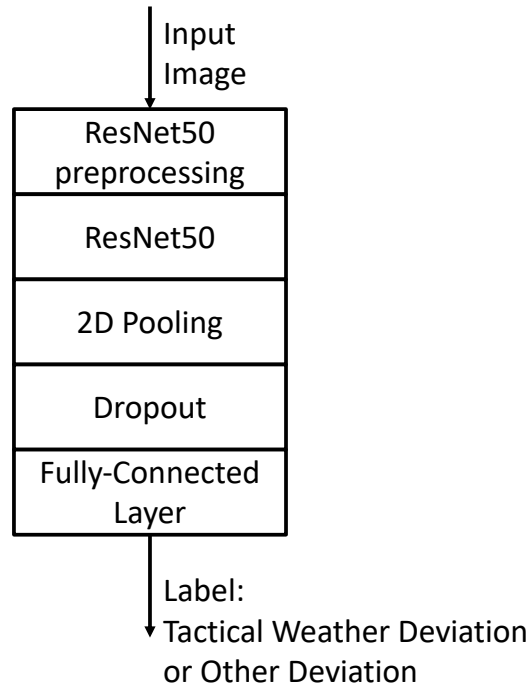 Input
Image
ResNet50
preprocessing
ResNet50
2D Pooling
Dropout
Fully-Connected
Layer
Label:
Tactical Weather Deviation
or Other Deviation